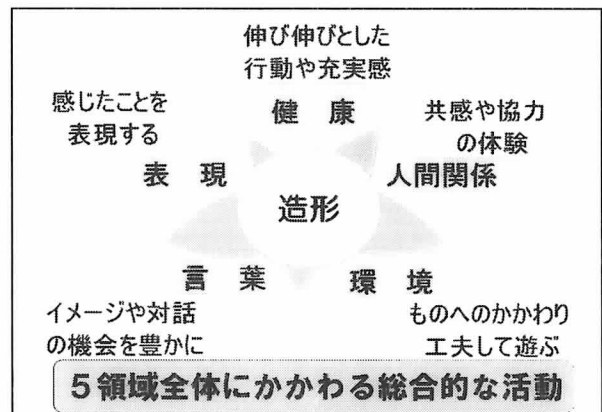 伸び伸びとした
行動や充実感
健 康
感じたことを
表現する
表 現
共感や協力
の体験
人間関係
造形
言 葉
イメージや対話
の機会を豊かに
環 境
ものへのかかわり
工夫して遊ぶ
5領域全体にかかわる総合的な活動